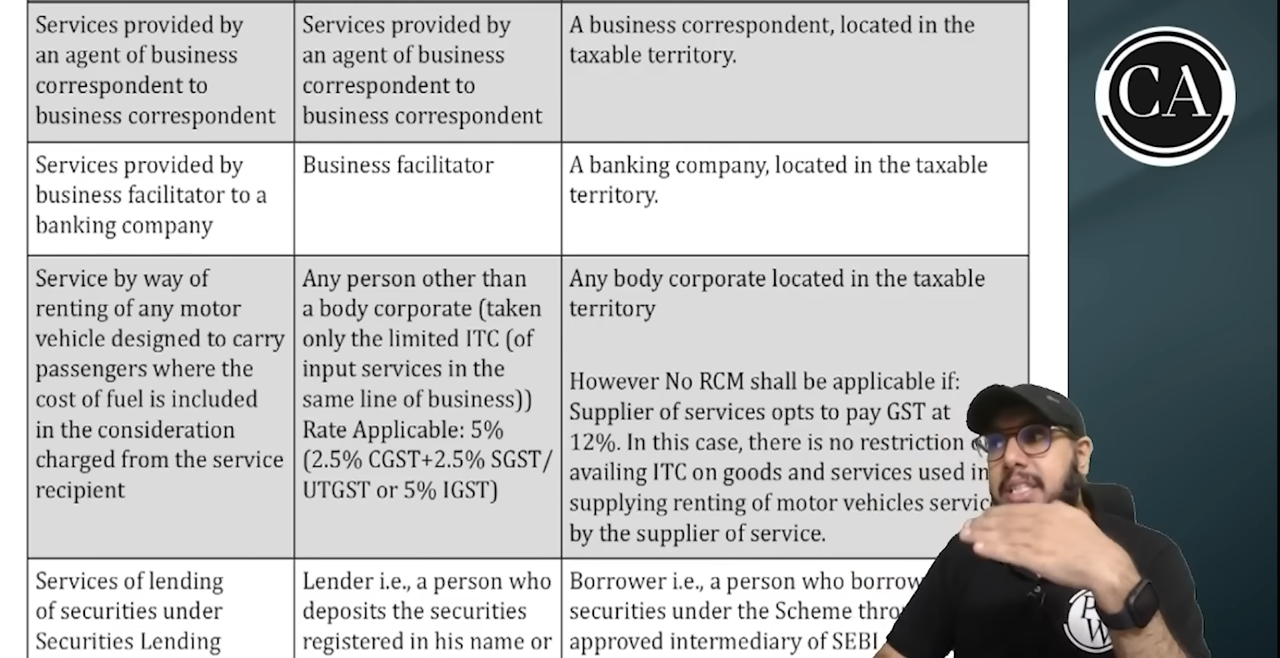 Services provided by
an agent of business
correspondent to
business correspondent
Services provided by
an agent of business
correspondent to
business correspondent
A business correspondent, located in the
taxable territory.
Services provided by
business facilitator to a
banking company
Business facilitator
A banking company, located in the taxable
territory.
Service by way of
renting of any motor
vehicle designed to carry
passengers where the
cost of fuel is included
in the consideration
charged from the service
recipient
Any person other than
a body corporate (taken
only the limited ITC (of
input services in the
same line of business))
Rate Applicable: 5%
(2.5% CGST+2.5% SGST/
UTGST or 5% IGST)
Any body corporate located in the taxable
territory
However No RCM shall be applicable if:
Supplier of services opts to pay GST at
12%. In this case, there is no restriction
availing ITC on goods and services used in
supplying renting of motor vehicles
by the supplier of service.
Services of lending
of securities under
Securities Lending
Lender i.e., a person who
deposits the securities
registered in his name or
Borrower i.e., a person who
securities under the Scheme
approved intermediary of SEBI
CA
P
W